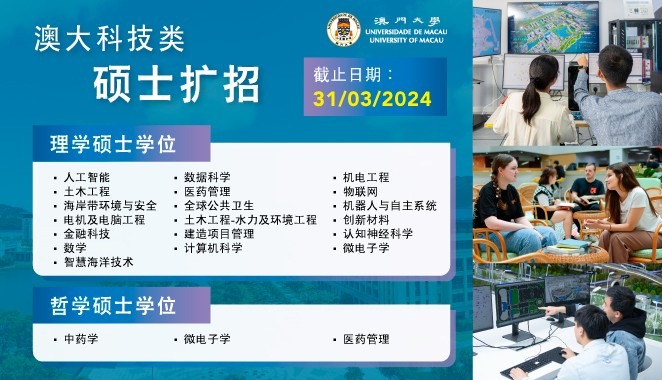 澳大科技类
硕士扩招
澳門大學
UNIVERSIDADE DE MACAU
UNIVERSITY OF MACAU
截止日期：
31/03/2024
理学硕士学位
▪ 人工智能
▪ 土木工程
▪ 海岸带环境与安全
▪ 电机及电脑工程
▪ 金融科技
▪ 数学
▪ 智慧海洋技术
▪ 数据科学
▪ 医药管理
▪ 全球公共卫生
▪ 土木工程-水力及环境工程
▪ 建造项目管理
▪ 计算机科学
▪ 机电工程
▪ 物联网
▪ 机器人与自主系统
▪ 创新材料
▪ 认知神经科学
▪ 微电子学
哲学硕士学位
▪ 中药学
▪ 微电子学
▪ 医药管理